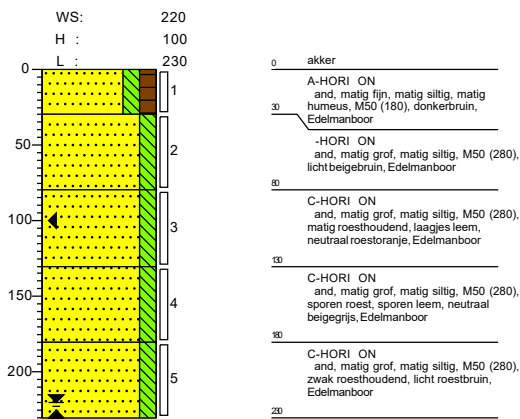 WS: 220
H : 100
L : 230
0
50
100
150
200
1
2
3
4
5
0 akker
A-HORI ON
and, matig fijn, matig siltig, matig
humeus, M50 (180), donkerbruin,
Edelmanboor
30
-HORI ON
and, matig grof, matig siltig, M50 (280),
licht beigebruin, Edelmanboor
80
C-HORI ON
and, matig grof, matig siltig, M50 (280),
matig roesthoudend, laagjes leem,
neutraal roestoranje, Edelmanboor
130
C-HORI ON
and, matig grof, matig siltig, M50 (280),
sporen roest, sporen leem, neutraal
beigegrijs, Edelmanboor
180
C-HORI ON
and, matig grof, matig siltig, M50 (280),
zwak roesthoudend, licht roestbruin,
Edelmanboor
230